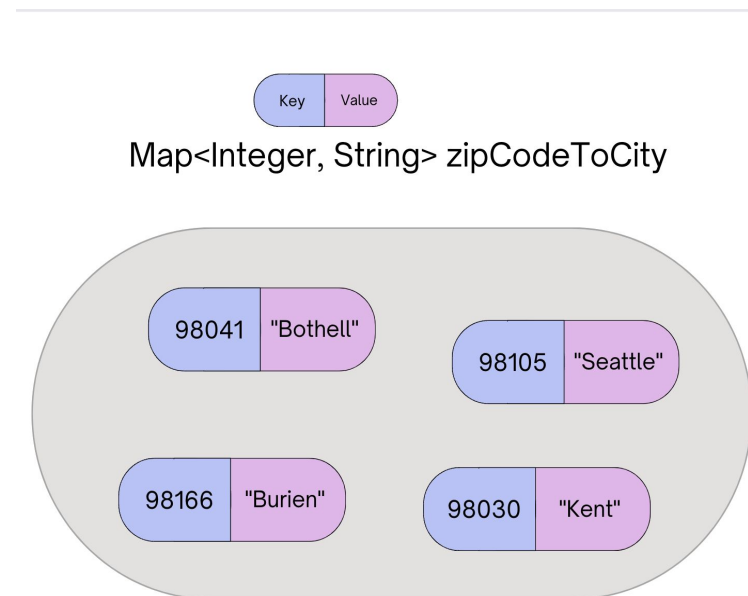 Key Value
Map<Integer, String> zipCodeToCity
98041 "Bothell"
98105 "Seattle"
98166 "Burien"
98030 "Kent"